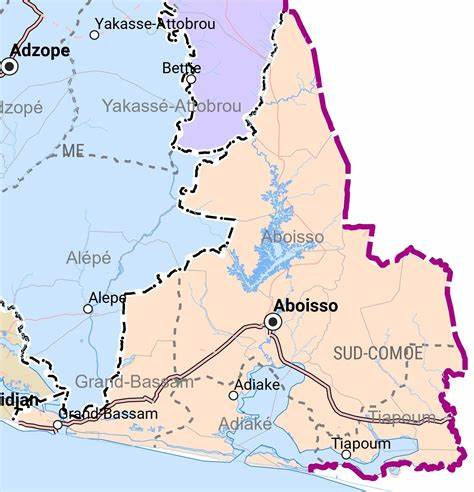 Yakasse-Attobrou
Adzope
Bettie
dzopé
Yakassé-Attobrou
ME
Aboisso
Alépé
Alepe
Aboisso
SUD-COMOE
Grand-Bassam
Adiake
idjan
Grand-Bassam
Adiaké
Tiapoum
Tiapoum